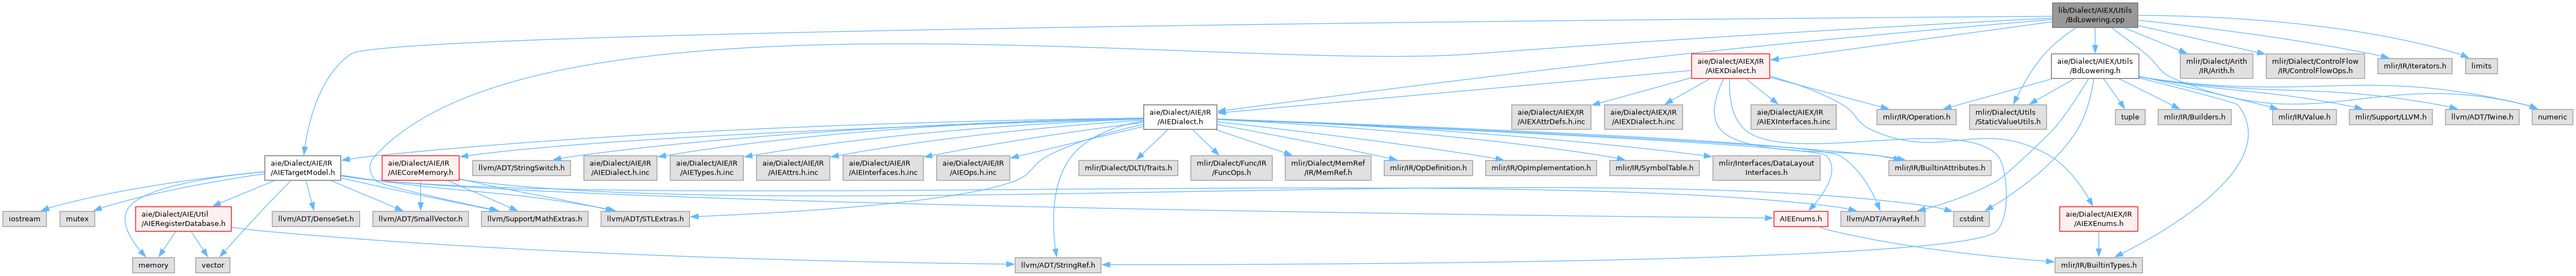 lib/Dialect/AIEX/Utils
/BdLowering.cpp
aie/Dialect/AIEX/IR
/AIEXDialect.h
aie/Dialect/AIEX/Utils
/BdLowering.h
mlir/Dialect/Arith
/IR/Arith.h
mlir/Dialect/ControlFlow
/IR/ControlFlowOps.h
mlir/IR/Iterators.h
limits
aie/Dialect/AIE/IR
/AIEDialect.h
aie/Dialect/AIEX/IR
/AIEXAttrDefs.h.inc
aie/Dialect/AIEX/IR
/AIEXDialect.h.inc
aie/Dialect/AIEX/IR
/AIEXInterfaces.h.inc
mlir/IR/Operation.h
mlir/Dialect/Utils
/StaticValueUtils.h
tuple
mlir/IR/Builders.h
mlir/IR/Value.h
mlir/Support/LLVM.h
llvm/ADT/Twine.h
numeric
aie/Dialect/AIE/IR
/AIETargetModel.h
aie/Dialect/AIE/IR
/AIECoreMemory.h
llvm/ADT/StringSwitch.h
aie/Dialect/AIE/IR
/AIEDialect.h.inc
aie/Dialect/AIE/IR
/AIETypes.h.inc
aie/Dialect/AIE/IR
/AIEAttrs.h.inc
aie/Dialect/AIE/IR
/AIEInterfaces.h.inc
aie/Dialect/AIE/IR
/AIEOps.h.inc
mlir/Dialect/DLTI/Traits.h
mlir/Dialect/Func/IR
/FuncOps.h
mlir/Dialect/MemRef
/IR/MemRef.h
mlir/IR/OpDefinition.h
mlir/IR/OpImplementation.h
mlir/IR/SymbolTable.h
mlir/Interfaces/DataLayout
Interfaces.h
mlir/IR/BuiltinAttributes.h
iostream
mutex
aie/Dialect/AIE/Util
/AIERegisterDatabase.h
llvm/ADT/DenseSet.h
llvm/ADT/SmallVector.h
llvm/Support/MathExtras.h
llvm/ADT/STLExtras.h
AIEEnums.h
llvm/ADT/ArrayRef.h
cstdint
aie/Dialect/AIEX/IR
/AIEXEnums.h
memory
vector
llvm/ADT/StringRef.h
mlir/IR/BuiltinTypes.h